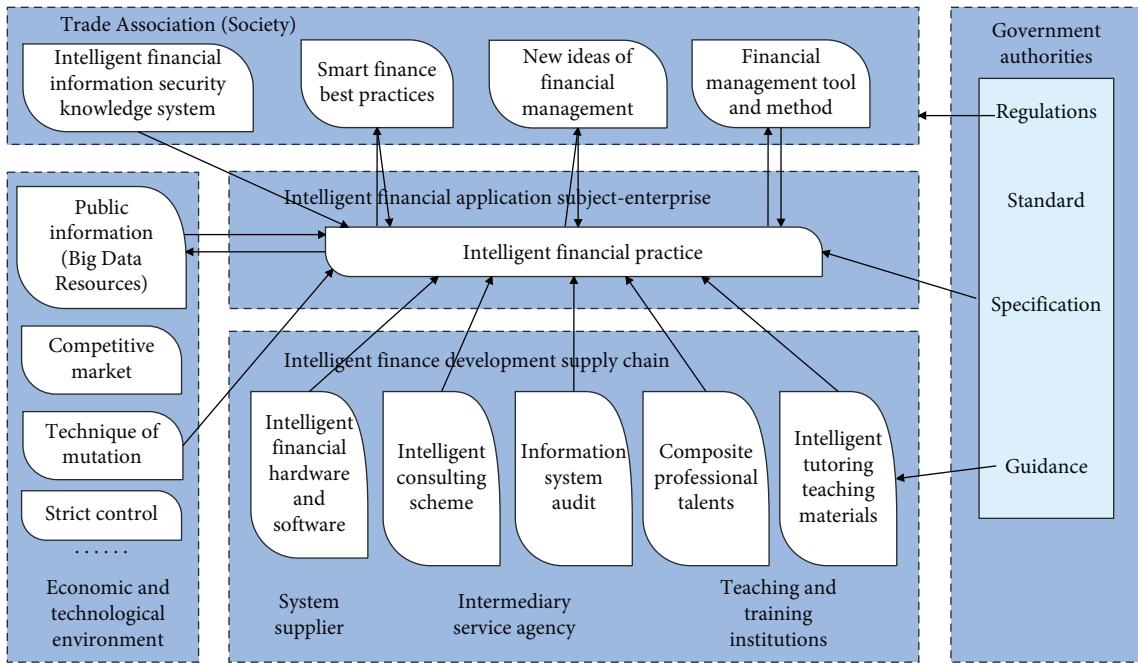 Trade Association (Society)
Intelligent financial
information security
knowledge system
Smart finance
best practices
New ideas of
financial
management
Financial
management tool
and method
Government
authorities
Regulations
Standard
Specification
Guidance
Public
information
(Big Data
Resources)
Competitive
market
Technique of
mutation
Strict control
......
Economic and
technological
environment
Intelligent financial application subject-enterprise
Intelligent financial practice
Intelligent finance development supply chain
Intelligent
financial
hardware
and
software
Intelligent
consulting
scheme
Information
system
audit
Composite
professional
talents
Intelligent
tutoring
teaching
materials
System
supplier
Intermediary
service agency
Teaching and
training
institutions